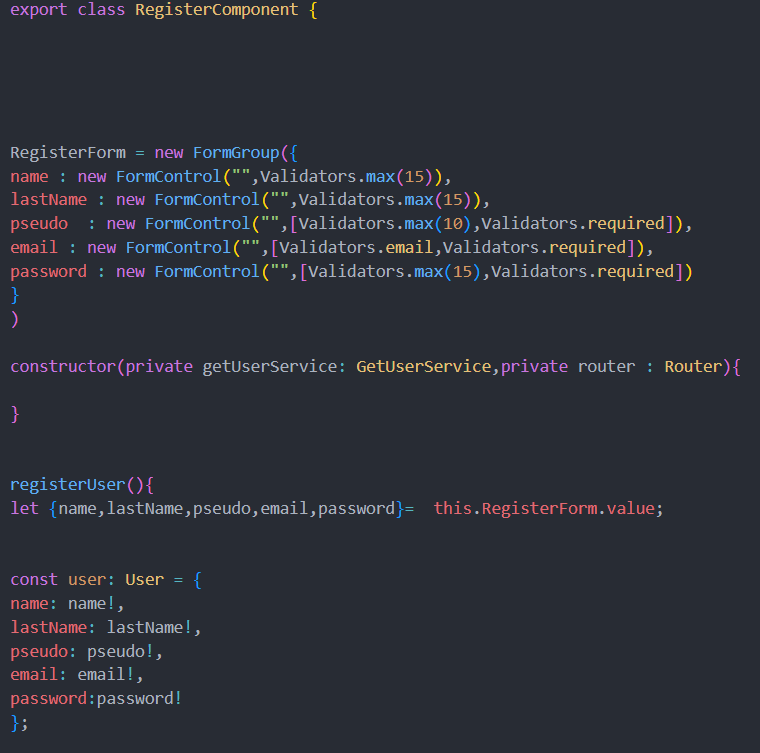 export class RegisterComponent {
RegisterForm = new FormGroup({
name : new FormControl("",Validators.max(15)),
lastName : new FormControl("",Validators.max(15)),
pseudo  : new FormControl("",[Validators.max(10),Validators.required]),
email : new FormControl("",[Validators.email,Validators.required]),
password : new FormControl("",[Validators.max(15),Validators.required])
}
)
constructor(private getUserService: GetUserService,private router : Router){
}
registerUser(){
let {name,lastName,pseudo,email,password}=  this.RegisterForm.value;
const user: User = {
name: name!,
lastName: lastName!,
pseudo: pseudo!,
email: email!,
password:password!
};